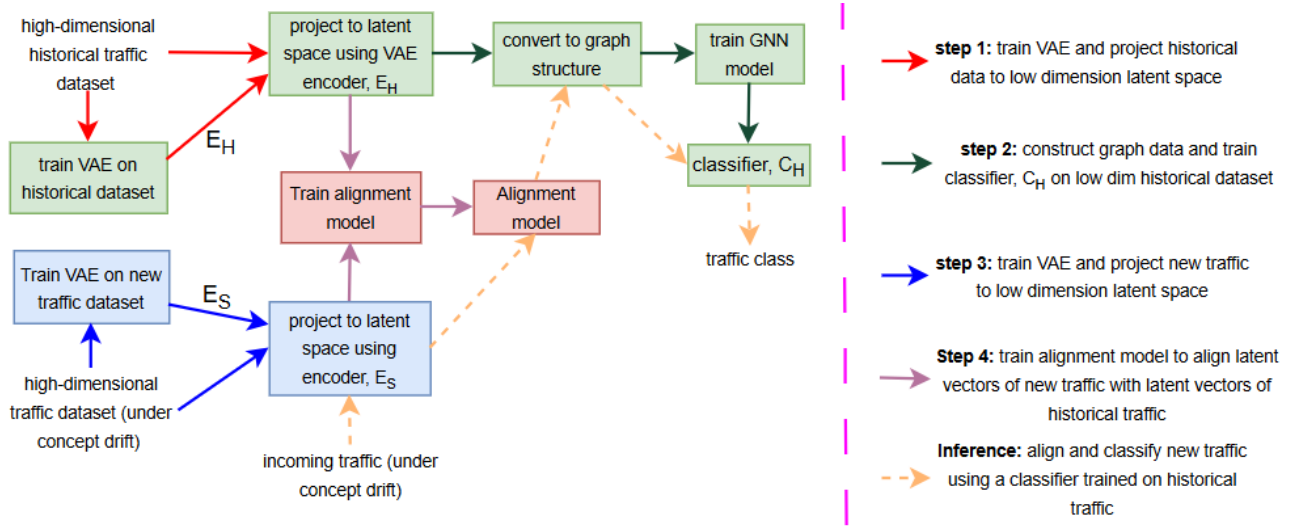 high-dimensional
historical traffic
dataset
project to latent
space using VAE
encoder, E_H
convert to graph
structure
train GNN
model
E_H
train VAE on
historical dataset
classifier, C_H
Train alignment
model
Alignment
model
traffic class
Train VAE on new
traffic dataset
E_S
project to latent
space using
encoder, E_S
high-dimensional
traffic dataset (under
concept drift)
incoming traffic (under
concept drift)
step 1: train VAE and project historical
data to low dimension latent space
step 2: construct graph data and train
classifier, C_H on low dim historical dataset
step 3: train VAE and project new traffic
to low dimension latent space
Step 4: train alignment model to align latent
vectors of new traffic with latent vectors of
historical traffic
Inference: align and classify new traffic
using a classifier trained on historical
traffic